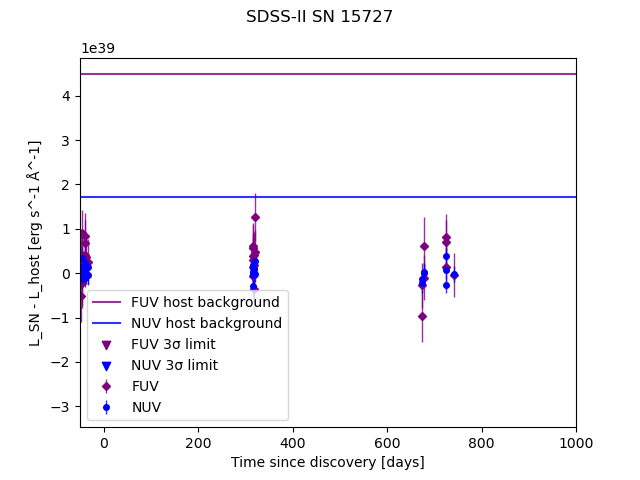 SDSS-II SN 15727
1e39
L_SN - L_host [erg s^-1 Å^-1]
4
3
2
1
0
−1
−2
−3
FUV host background
NUV host background
FUV 3σ limit
NUV 3σ limit
FUV
NUV
0
200
400
600
800
1000
Time since discovery [days]